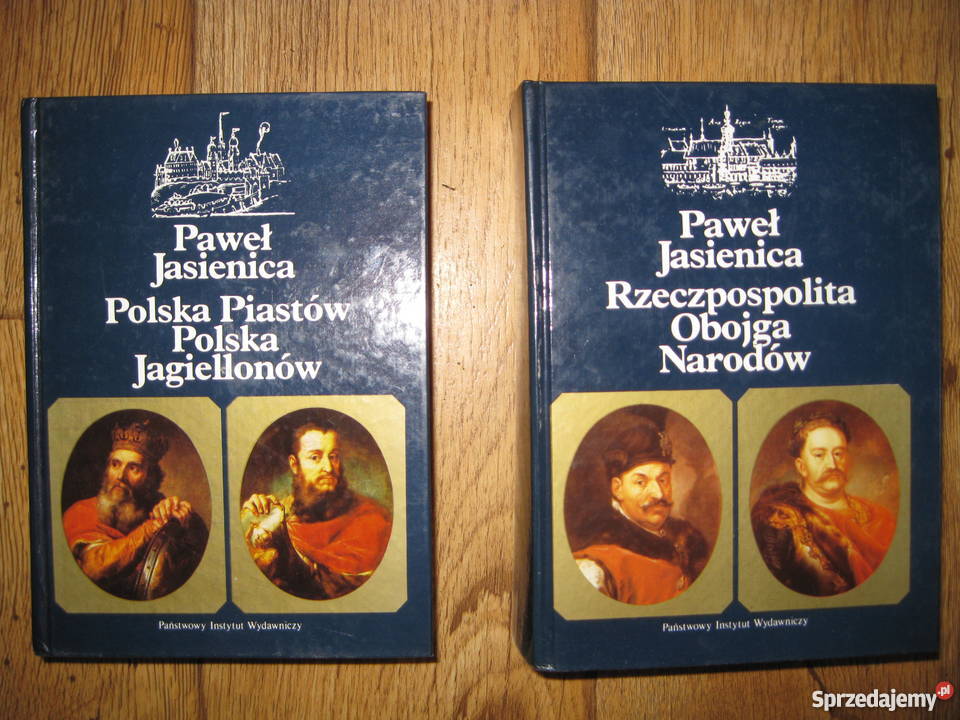 Paweł
Jasienica
Polska Piastów
Polska
Jagiellonów
Państwowy Instytut Wydawniczy
Paweł
Jasienica
Rzeczpospolita
Obojga
Narodów
Państwowy Instytut Wydawniczy
Sprzedajemy.pl